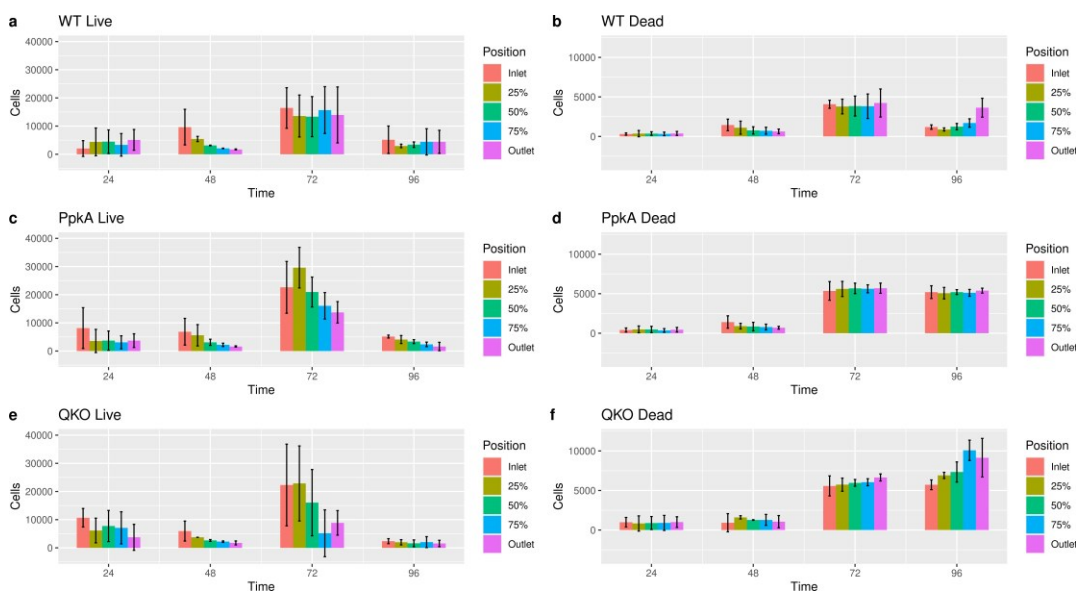 a WT Live
40000
30000
20000
10000
0
Cells
24 48 72 96
Time
Position
Inlet
25%
50%
75%
Outlet
b WT Dead
10000
5000
0
Cells
24 48 72 96
Time
Position
Inlet
25%
50%
75%
Outlet
c PpkA Live
40000
30000
20000
10000
0
Cells
24 48 72 96
Time
Position
Inlet
25%
50%
75%
Outlet
d PpkA Dead
10000
5000
0
Cells
24 48 72 96
Time
Position
Inlet
25%
50%
75%
Outlet
e QKO Live
40000
30000
20000
10000
0
Cells
24 48 72 96
Time
Position
Inlet
25%
50%
75%
Outlet
f QKO Dead
10000
5000
0
Cells
24 48 72 96
Time
Position
Inlet
25%
50%
75%
Outlet